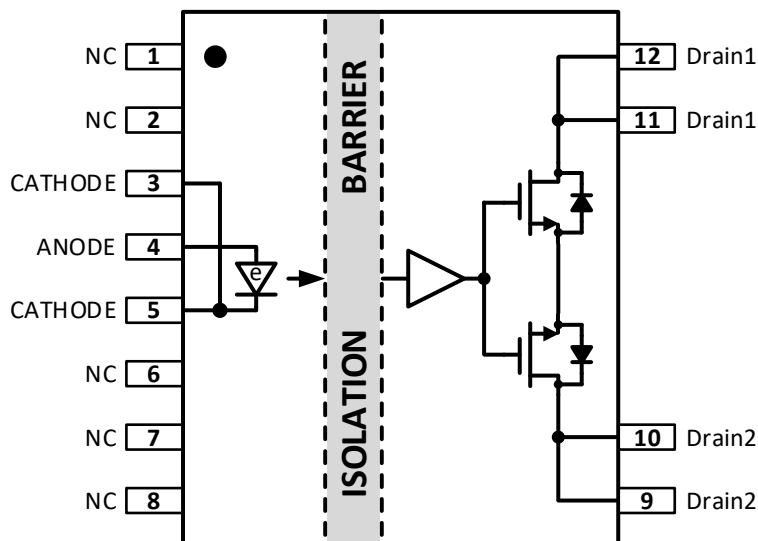 NC 1
NC 2
CATHODE 3
ANODE 4
CATHODE 5
NC 6
NC 7
NC 8
e
ISOLATION BARRIER
12 Drain1
11 Drain1
10 Drain2
9 Drain2